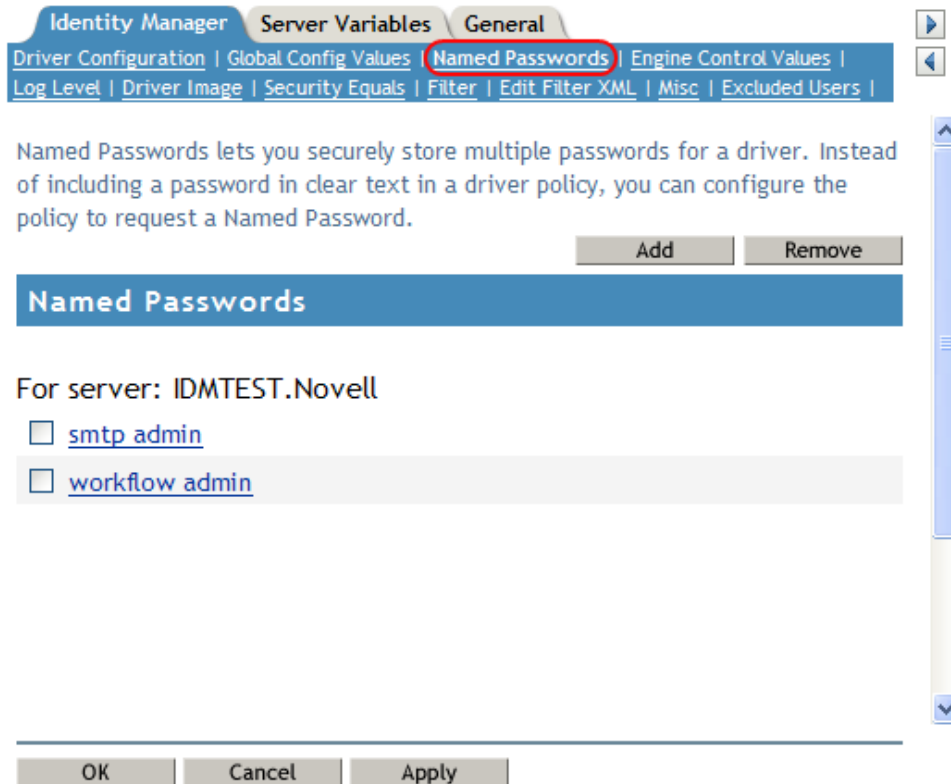 Identity Manager Server Variables General
Driver Configuration | Global Config Values | Named Passwords | Engine Control Values |
Log Level | Driver Image | Security Equals | Filter | Edit Filter XML | Misc | Excluded Users |
Named Passwords lets you securely store multiple passwords for a driver. Instead
of including a password in clear text in a driver policy, you can configure the
policy to request a Named Password.
Add Remove
Named Passwords
For server: IDMTEST.Novell
smtp admin
workflow admin
OK Cancel Apply